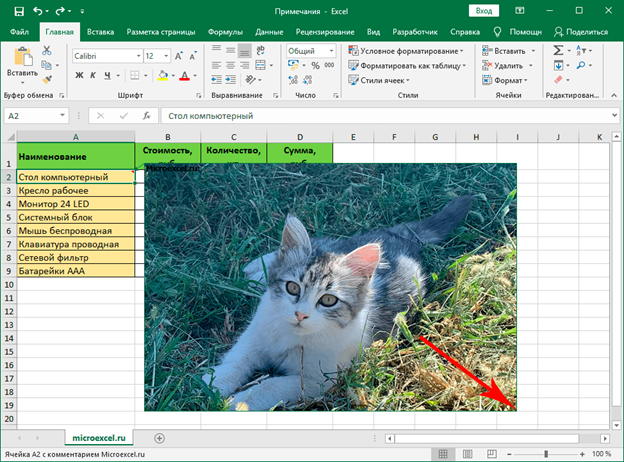 Примечания - Excel
Вход
Файл Главная Вставка Разметка страницы Формулы Данные Рецензирование Вид Разработчик Справка Помощн Поделиться
Calibri 12 Общий Условное форматирование Вставить
Вставить Ж К Ч % 000 Форматировать как таблицу Удалить
Стили ячеек Формат
Буфер обмена Шрифт Выравнивание Число Стили Ячейки Редактирован...
A2 fx Стол компьютерный
A B C D E F G H I J K
1 Наименование Стоимость, Количество, Сумма,
2 Стол компьютерный Microexcel.ru:
3 Кресло рабочее
4 Монитор 24 LED
5 Системный блок
6 Мышь беспроводная
7 Клавиатура проводная
8 Сетевой фильтр
9 Батарейки AAA
10
11
12
13
14
15
16
17
18
19
20
microexcel.ru
Ячейка A2 с комментарием Microexcel.ru 100 %